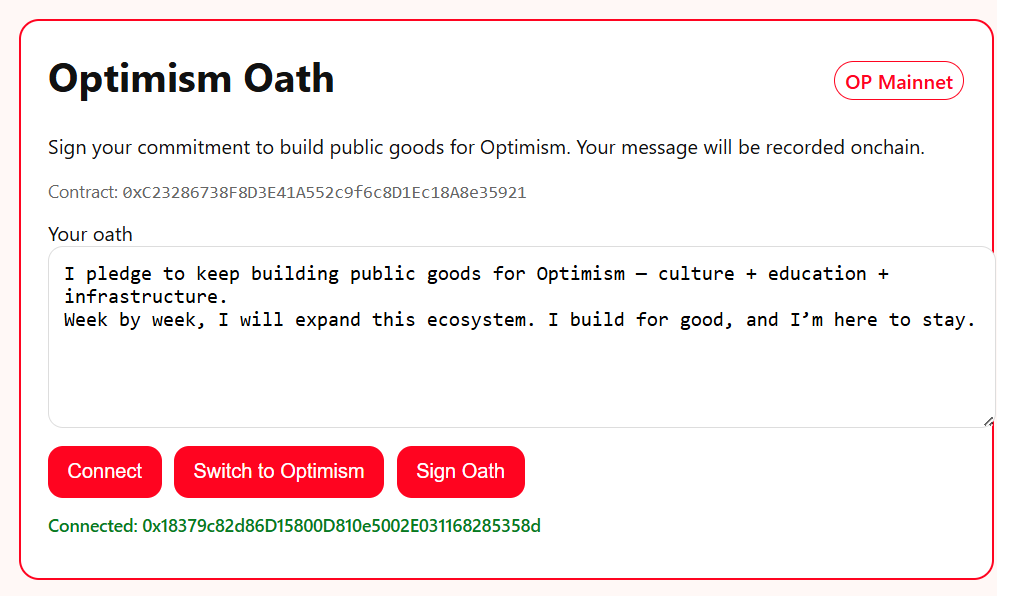 Optimism Oath
OP Mainnet
Sign your commitment to build public goods for Optimism. Your message will be recorded onchain.
Contract: 0xC23286738F8D3E41A552c9f6c8D1Ec18A8e35921
Your oath
I pledge to keep building public goods for Optimism — culture + education +
infrastructure.
Week by week, I will expand this ecosystem. I build for good, and I’m here to stay.
Connect
Switch to Optimism
Sign Oath
Connected: 0x18379c82d86D15800D810e5002E031168285358d